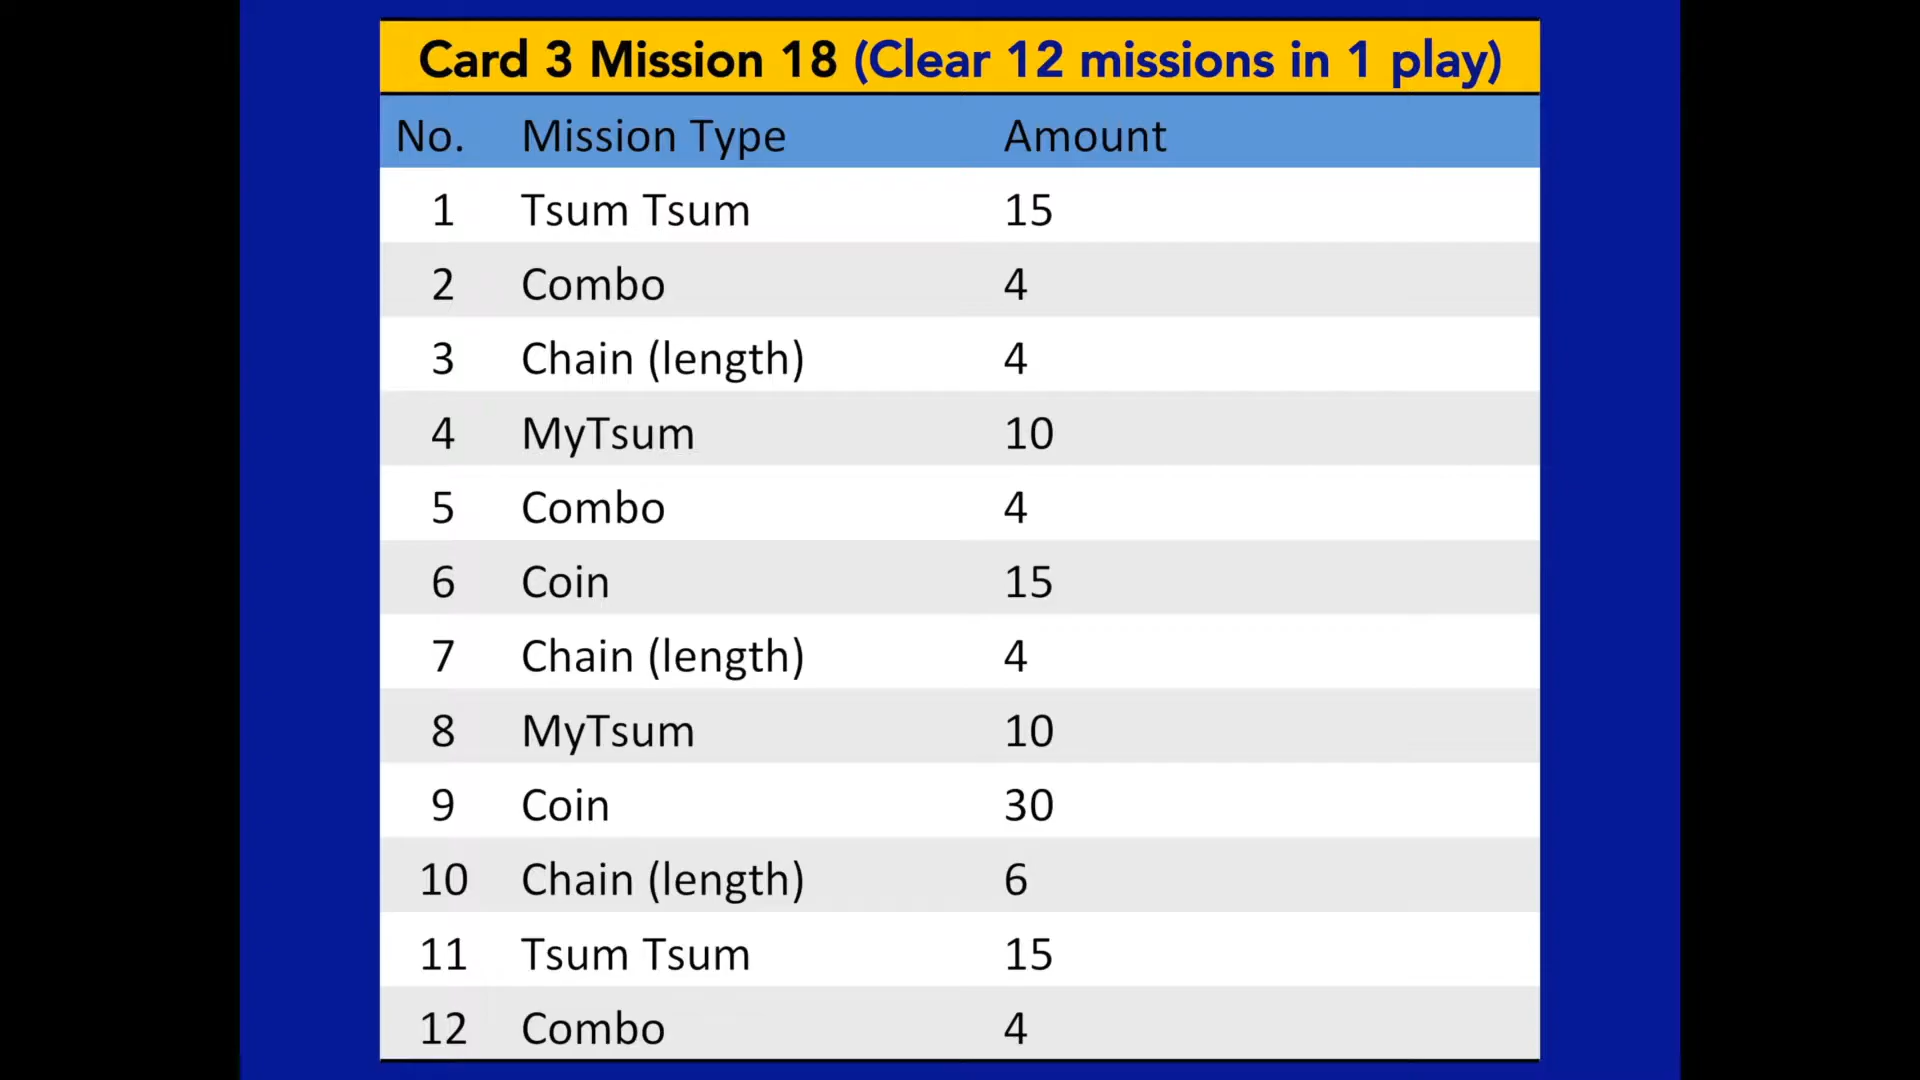 Card 3 Mission 18 (Clear 12 missions in 1 play)
No. Mission Type Amount
1 Tsum Tsum 15
2 Combo 4
3 Chain (length) 4
4 MyTsum 10
5 Combo 4
6 Coin 15
7 Chain (length) 4
8 MyTsum 10
9 Coin 30
10 Chain (length) 6
11 Tsum Tsum 15
12 Combo 4